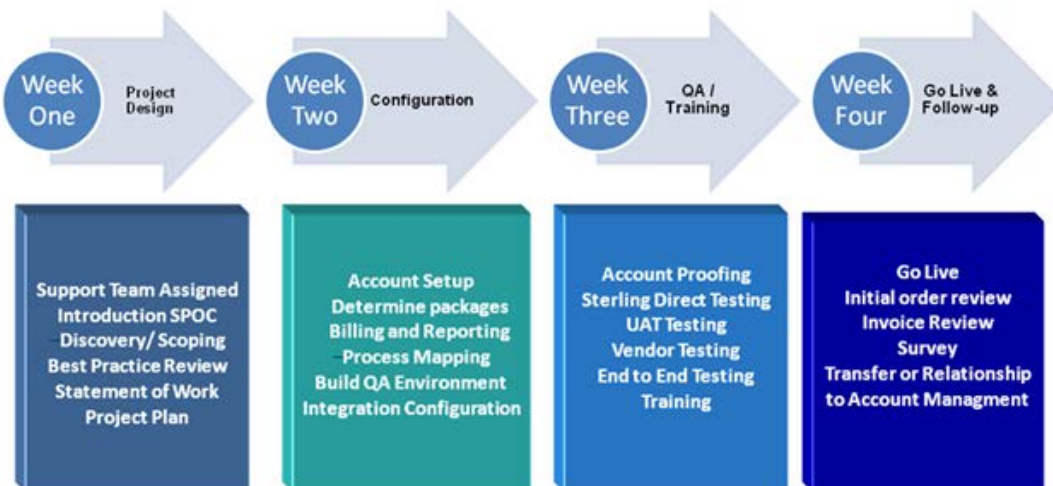 Week
One
Project
Design
Week
Two
Configuration
Week
Three
QA /
Training
Week
Four
Go Live &
Follow-up
Support Team Assigned
Introduction SPOC
–Discovery/ Scoping
Best Practice Review
Statement of Work
Project Plan
Account Setup
Determine packages
Billing and Reporting
–Process Mapping
Build QA Environment
Integration Configuration
Account Proofing
Sterling Direct Testing
UAT Testing
Vendor Testing
End to End Testing
Training
Go Live
Initial order review
Invoice Review
Survey
Transfer or Relationship
to Account Managment